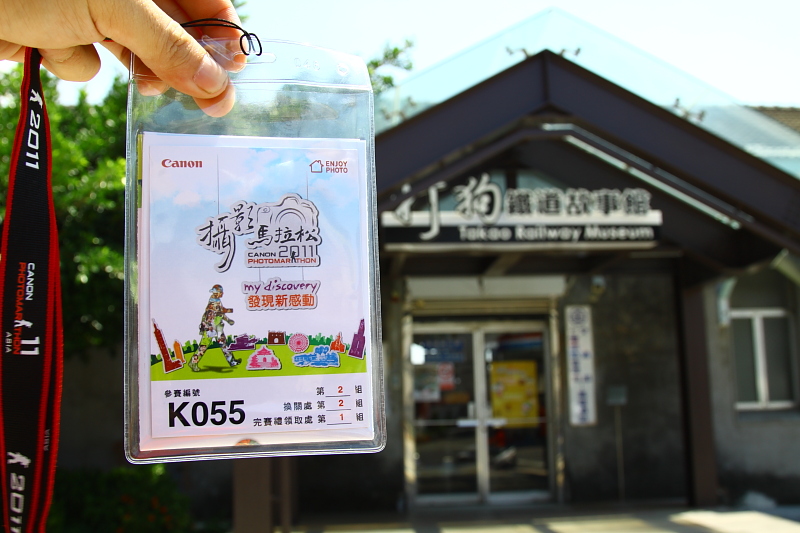 Canon
ENJOY PHOTO
攝影馬拉松
CANON 2011
PHOTOMARATHON
my discovery
發現新感動
參賽編號
K055
第 2 組
換關處 第 2 組
完賽禮領取處 第 1 組
2011
CANON
PHOTOMARATHON
ASIA
11
2011
打狗鐵道故事館
Takao Railway Museum